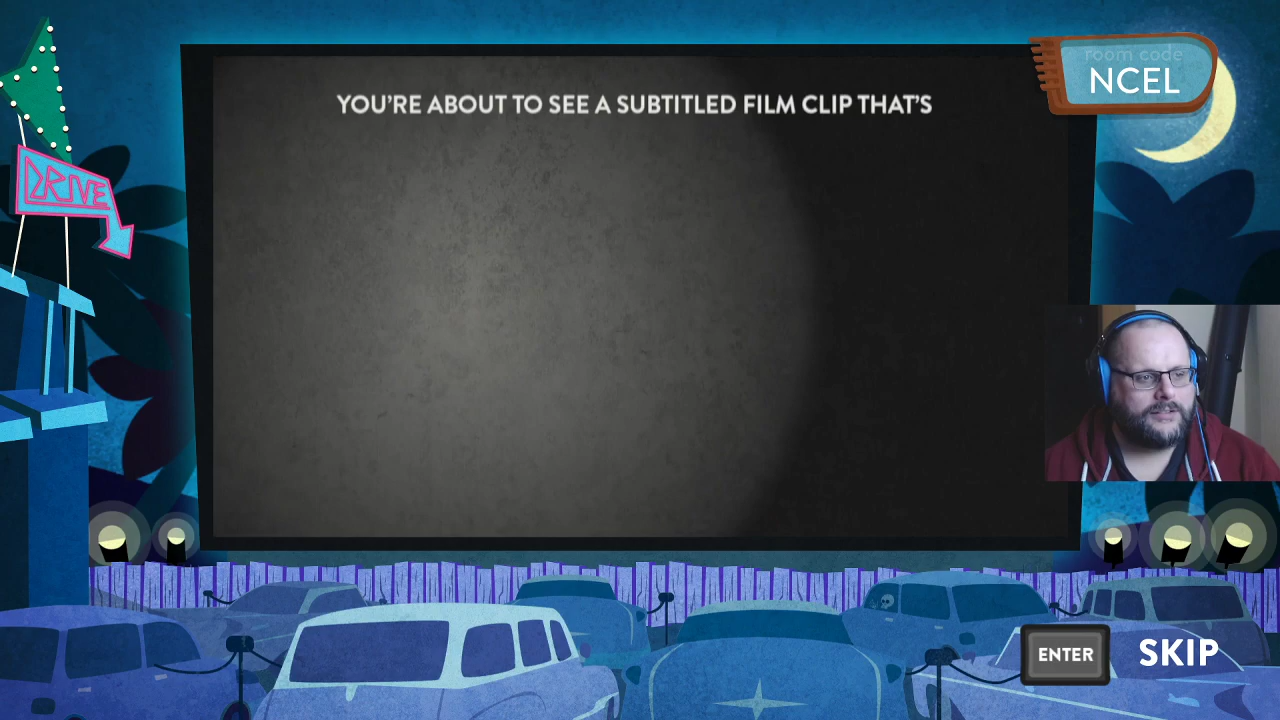 room code
NCEL
YOU'RE ABOUT TO SEE A SUBTITLED FILM CLIP THAT'S
DRIVE
ENTER
SKIP